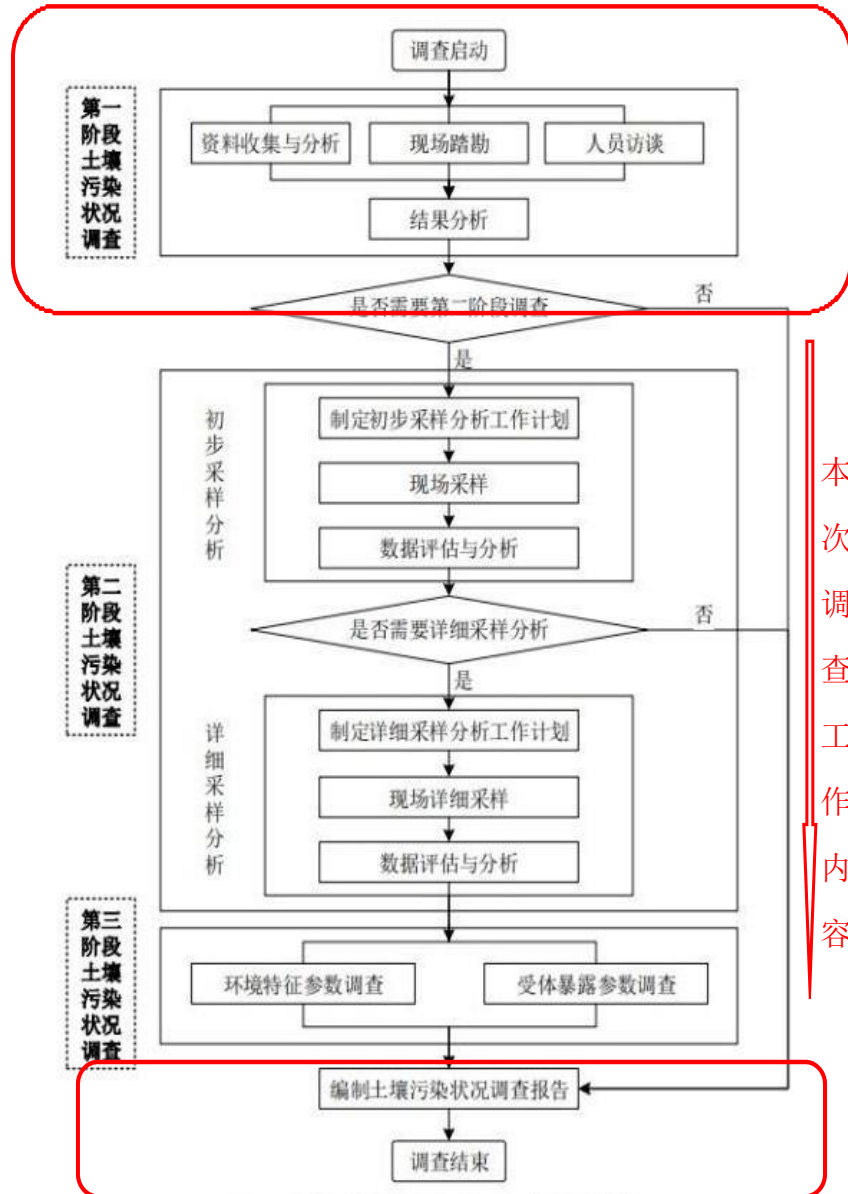 调查启动
第一阶段土壤污染状况调查
资料收集与分析
现场踏勘
人员访谈
结果分析
是否需要第二阶段调查
否
是
初步采样分析
制定初步采样分析工作计划
现场采样
数据评估与分析
第二阶段土壤污染状况调查
是否需要详细采样分析
否
是
详细采样分析
制定详细采样分析工作计划
现场详细采样
数据评估与分析
本次调查工作内容
第三阶段土壤污染状况调查
环境特征参数调查
受体暴露参数调查
编制土壤污染状况调查报告
调查结束